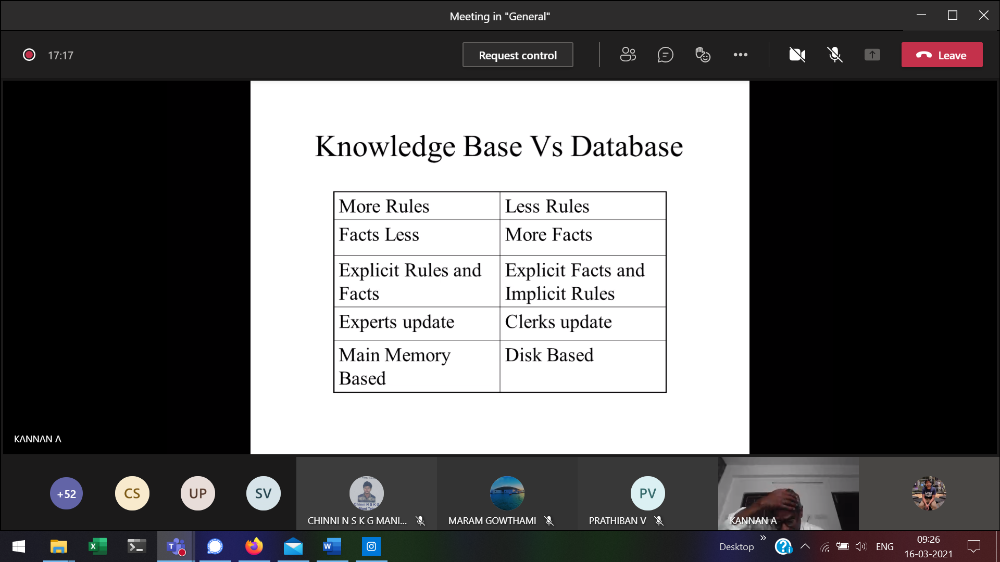 Meeting in "General"
17:17
Request control
Leave
Knowledge Base Vs Database
More Rules
Less Rules
Facts Less
More Facts
Explicit Rules and
Facts
Explicit Facts and
Implicit Rules
Experts update
Clerks update
Main Memory
Based
Disk Based
KANNAN A
+52
CS
UP
SV
Chinni N S K G
Mani Teja
PV
CHINNI N S K G MANI...
MARAM GOWTHAMI
PRATHIBAN V
KANNAN A
Desktop
ENG
09:26
16-03-2021